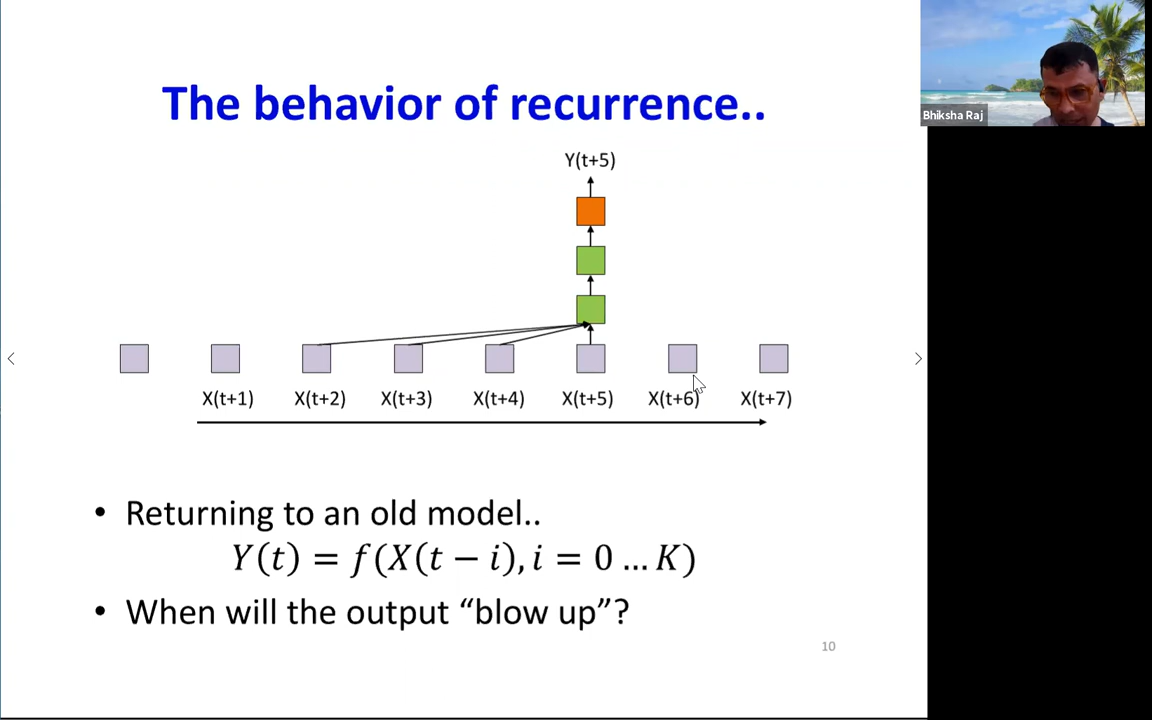 The behavior of recurrence..
Bhiksha Raj
Y(t+5)
X(t+1) X(t+2) X(t+3) X(t+4) X(t+5) X(t+6) X(t+7)
• Returning to an old model..
Y(t) = f(X(t − i), i = 0 … K)
• When will the output “blow up”?
10